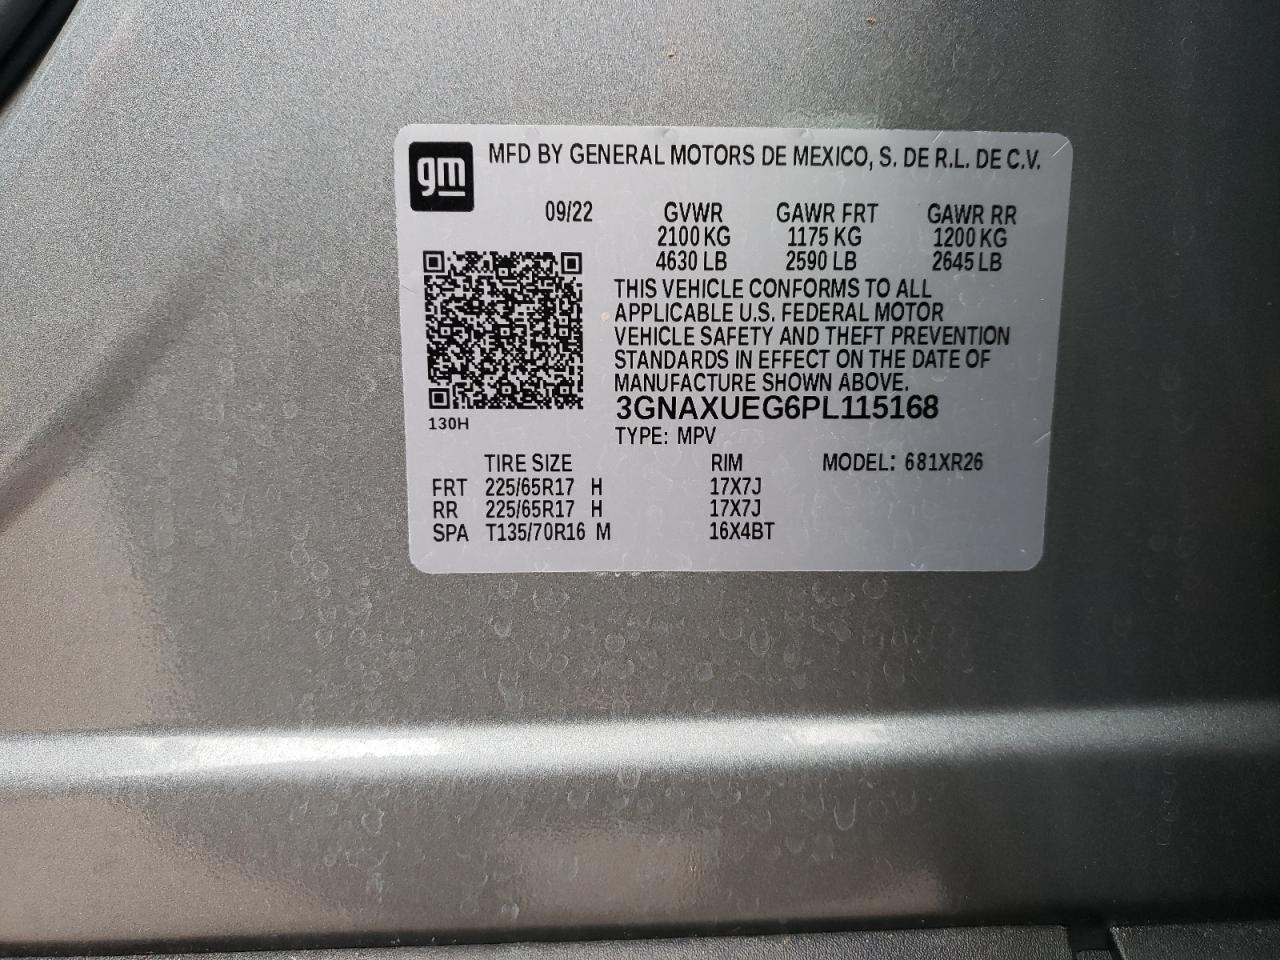 gm
MFD BY GENERAL MOTORS DE MEXICO, S. DE R.L. DE C.V.
09/22 GVWR GAWR FRT GAWR RR
2100 KG 1175 KG 1200 KG
4630 LB 2590 LB 2645 LB
THIS VEHICLE CONFORMS TO ALL
APPLICABLE U.S. FEDERAL MOTOR
VEHICLE SAFETY AND THEFT PREVENTION
STANDARDS IN EFFECT ON THE DATE OF
MANUFACTURE SHOWN ABOVE.
3GNAXUEG6PL115168
130H
TYPE: MPV
TIRE SIZE RIM MODEL: 681XR26
FRT 225/65R17 H 17X7J
RR 225/65R17 H 17X7J
SPA T135/70R16 M 16X4BT